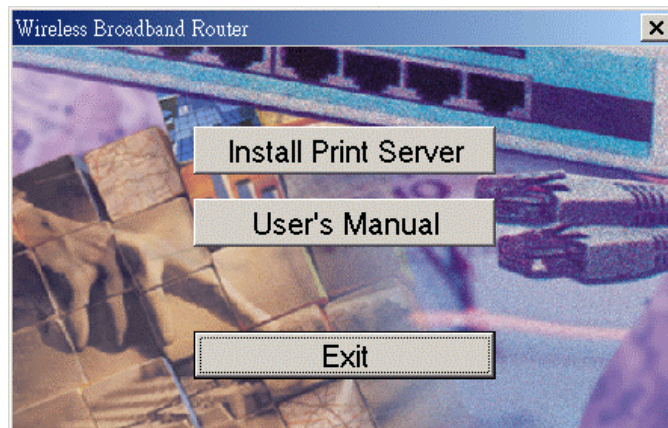 Wireless Broadband Router
Install Print Server
User's Manual
Exit